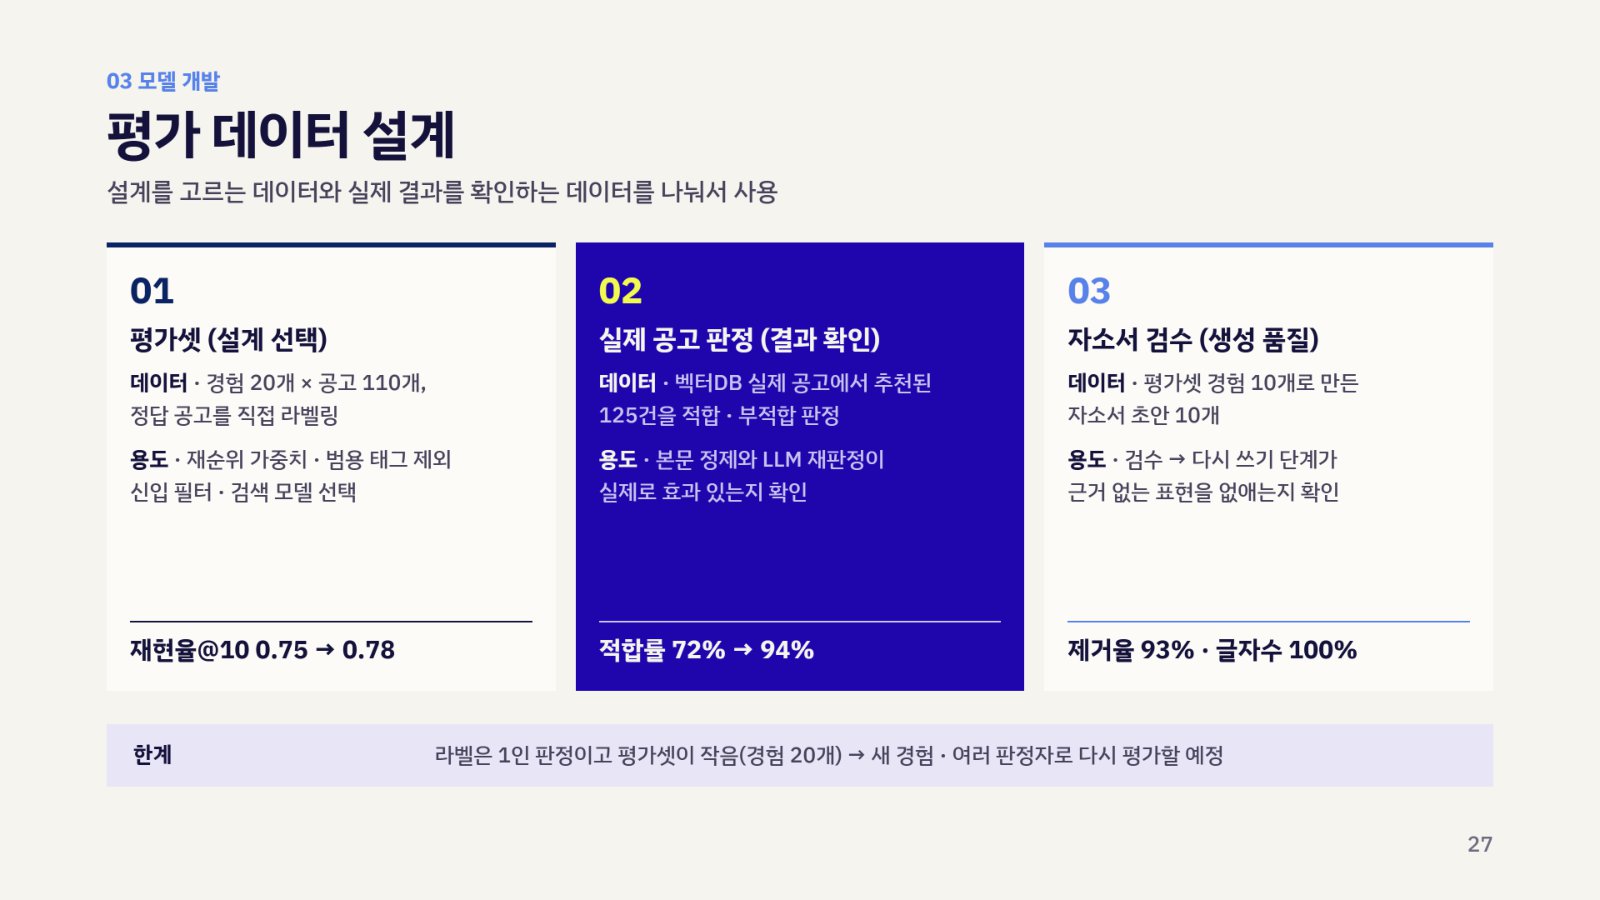 03 모델 개발
평가 데이터 설계
설계를 고르는 데이터와 실제 결과를 확인하는 데이터를 나눠서 사용
01
평가셋 (설계 선택)
데이터 · 경험 20개 × 공고 110개,
정답 공고를 직접 라벨링
용도 · 재순위 가중치 · 범용 태그 제외
신입 필터 · 검색 모델 선택
재현율@10 0.75 → 0.78
02
실제 공고 판정 (결과 확인)
데이터 · 벡터DB 실제 공고에서 추천된
125건을 적합 · 부적합 판정
용도 · 본문 정제와 LLM 재판정이
실제로 효과 있는지 확인
적합률 72% → 94%
03
자소서 검수 (생성 품질)
데이터 · 평가셋 경험 10개로 만든
자소서 초안 10개
용도 · 검수 → 다시 쓰기 단계가
근거 없는 표현을 없애는지 확인
제거율 93% · 글자수 100%
한계
라벨은 1인 판정이고 평가셋이 작음(경험 20개) → 새 경험 · 여러 판정자로 다시 평가할 예정
27